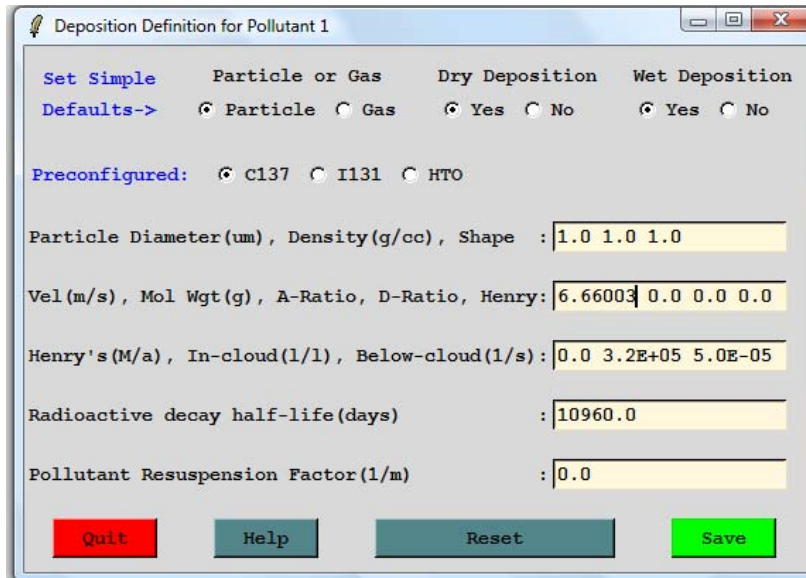 Deposition Definition for Pollutant 1
Set Simple Particle or Gas Dry Deposition Wet Deposition
Defaults-> Particle Gas Yes No Yes No
Preconfigured: C137 I131 HTO
Particle Diameter(um), Density(g/cc), Shape :1.0 1.0 1.0
Vel(m/s), Mol Wgt(g), A-Ratio, D-Ratio, Henry:6.66003 0.0 0.0 0.0
Henry's(M/a), In-cloud(l/l), Below-cloud(1/s):0.0 3.2E+05 5.0E-05
Radioactive decay half-life(days) :10960.0
Pollutant Resuspension Factor(1/m) :0.0
Quit Help Reset Save